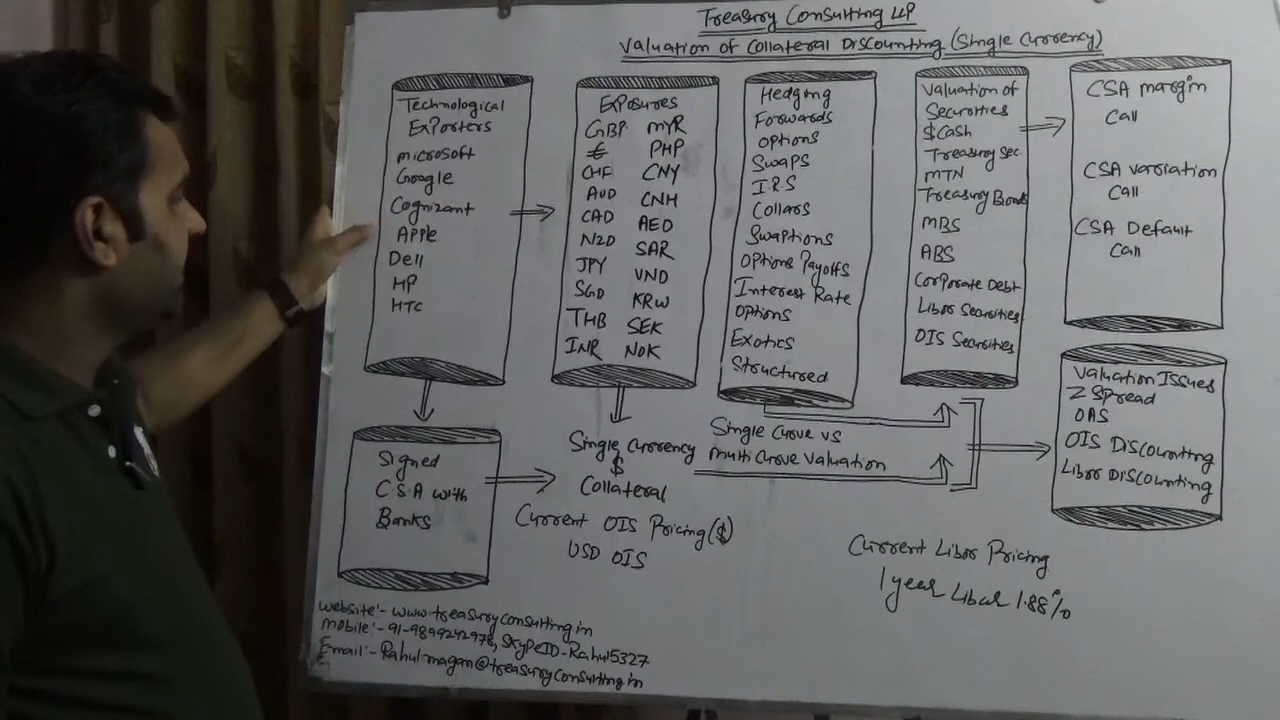 Treasury Consulting LLP
Valuation of Collateral Discounting (Single Currency)
Technological
Exporters
Microsoft
Google
Cognizant
Apple
Dell
HP
HTC
Exposures
GBP MYR
€ PHP
CHF CNY
AUD CNH
CAD AED
NZD SAR
JPY VND
SGD KRW
THB SEK
INR NOK
Hedging
Forwards
Options
Swaps
I.R.S
Collars
Swaptions
Options Payoffs
Interest Rate
Options
Exotics
Structured
Valuation of
Securities
$Cash
Treasury Sec
MTN
Treasury Bonds
MBS
ABS
Corporate Debt
Libor Securities
OIS Securities
CSA margin
Call
CSA variation
Call
CSA Default
Call
Valuation Issues
Z Spread
OAS
OIS Discounting
Libor Discounting
Signed
C.S.A with
Banks
Single Currency
$
Collateral
Current OIS Pricing($)
USD OIS
Single Curve vs
Multi Curve Valuation
Current Libor Pricing
1 year Libor 1.88%
Website:- www.treasuryconsulting.in
Mobile:- 91-9899242978, SkypeID-Rahul5327
Email:- Rahul.magan@treasuryconsulting.in